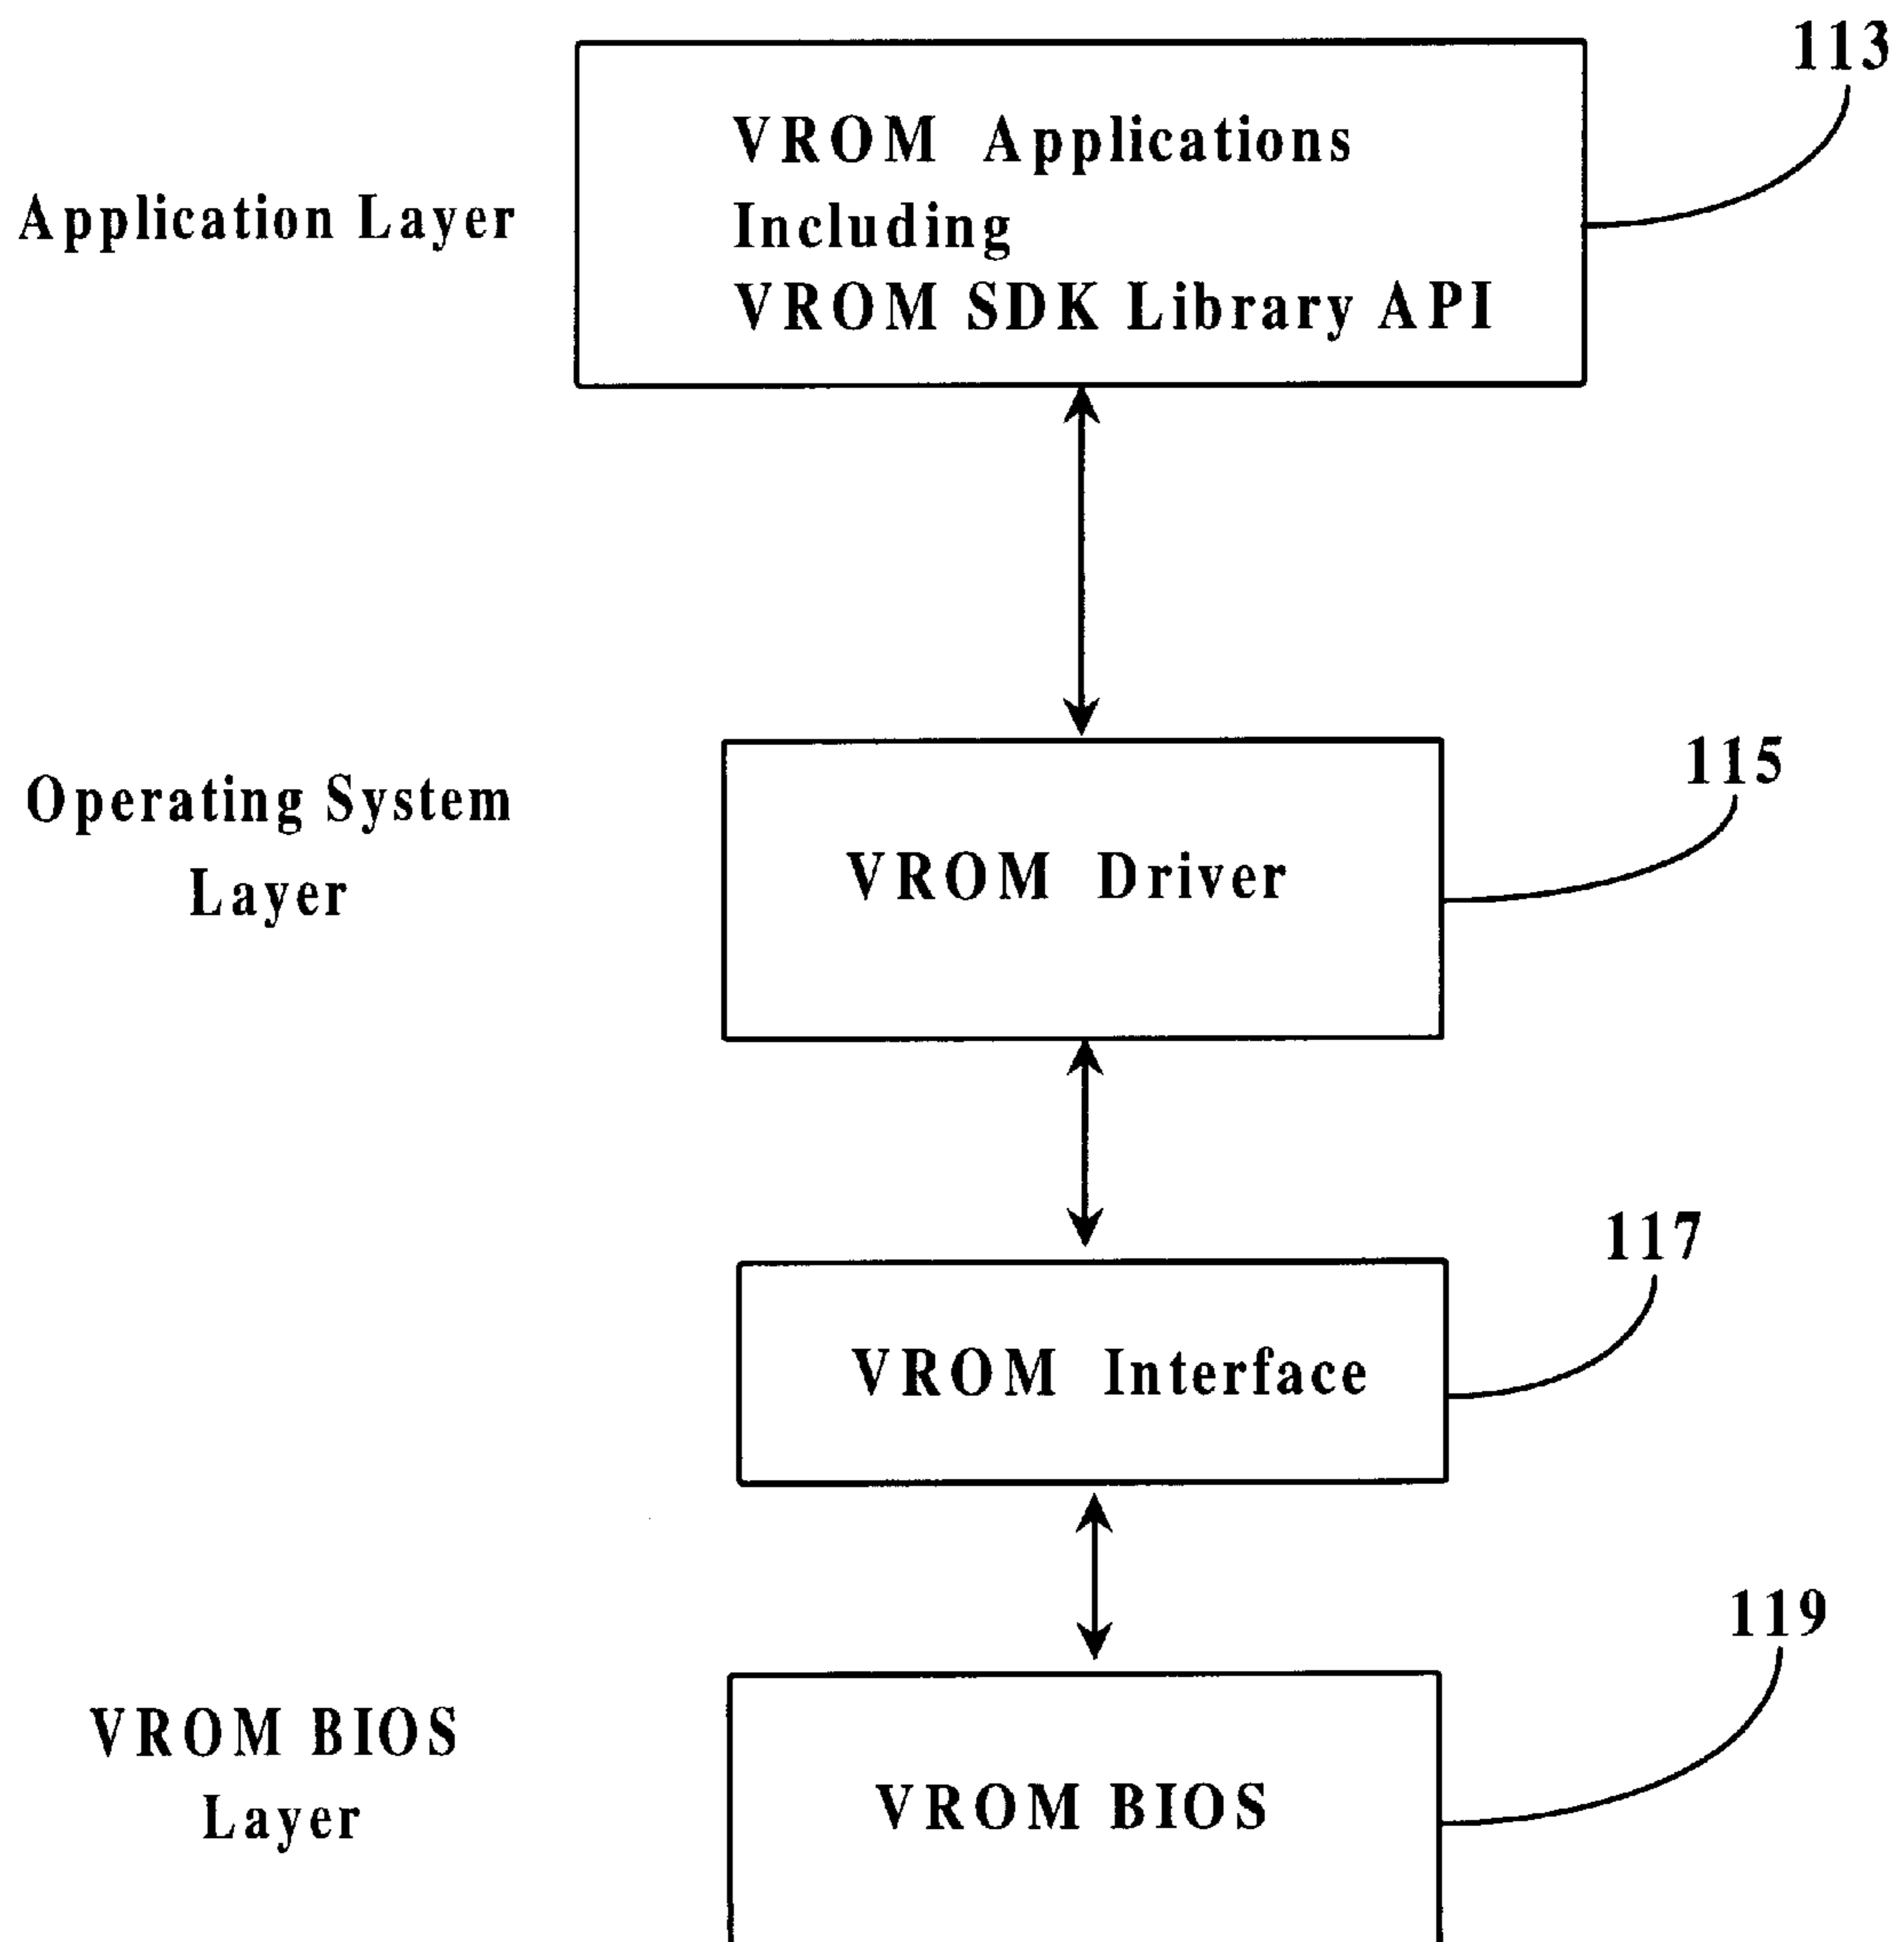 113
VROM Applications
Including
VROM SDK Library API
Application Layer
115
Operating System
Layer
VROM Driver
117
VROM Interface
119
VROM BIOS
Layer
VROM BIOS